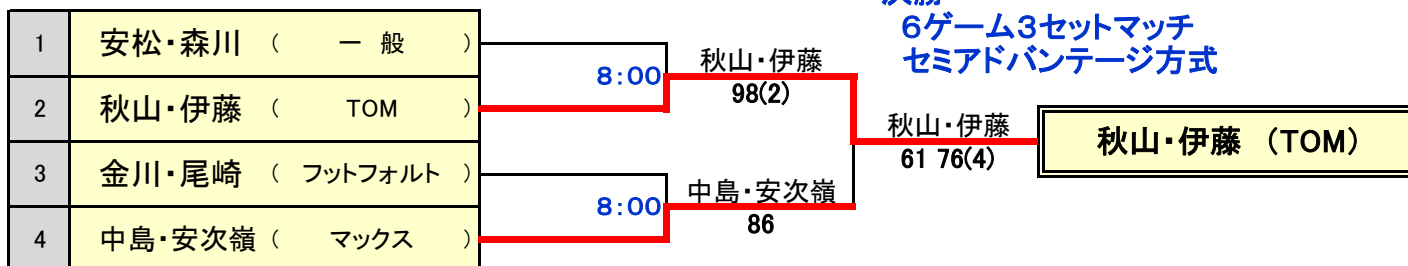 決勝
6ゲーム3セットマッチ
セミアドバンテージ方式
1 安松・森川 ( 一 般 )
8:00
秋山・伊藤
98(2)
2 秋山・伊藤 ( TOM )
秋山・伊藤
61 76(4)
秋山・伊藤 (TOM)
3 金川・尾崎 ( フットフォルト )
8:00
中島・安次嶺
86
4 中島・安次嶺 ( マックス )